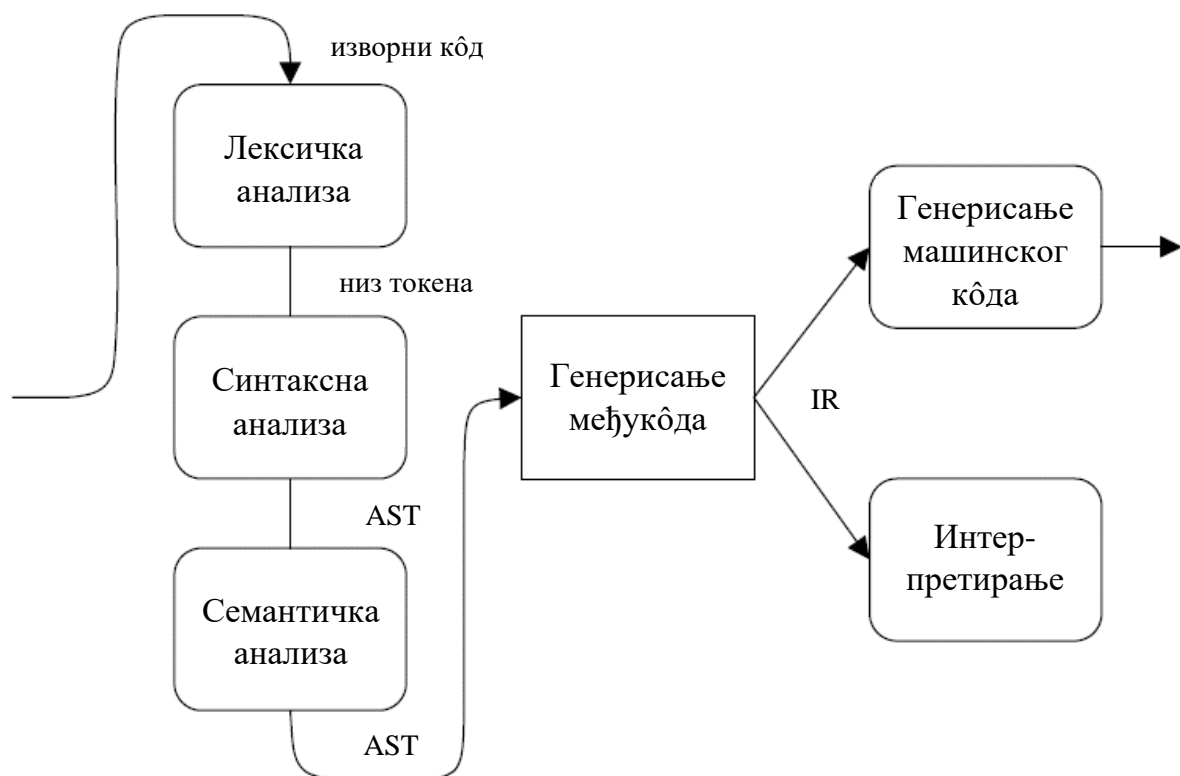 изворни кôд
Лексичка
анализа
низ токена
Синтаксна
анализа
AST
Семантичка
анализа
AST
Генерисање
међукôда
IR
Генерисање
машинског
кôда
Интер-
претирање